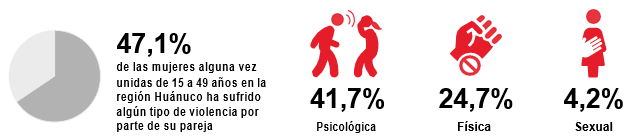 47,1%
de las mujeres alguna vez
unidas de 15 a 49 años en la
región Huánuco ha sufrido
algún tipo de violencia por
parte de su pareja
41,7%
Psicológica
24,7%
Física
4,2%
Sexual